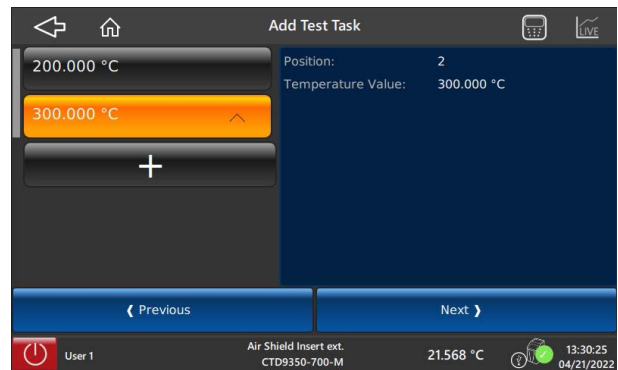 Add Test Task
LIVE
200.000 °C
Position: 2
Temperature Value: 300.000 °C
300.000 °C
+
❮ Previous
Next ❯
User 1
Air Shield Insert ext.
CTD9350-700-M
21.568 °C
?
13:30:25
04/21/2022